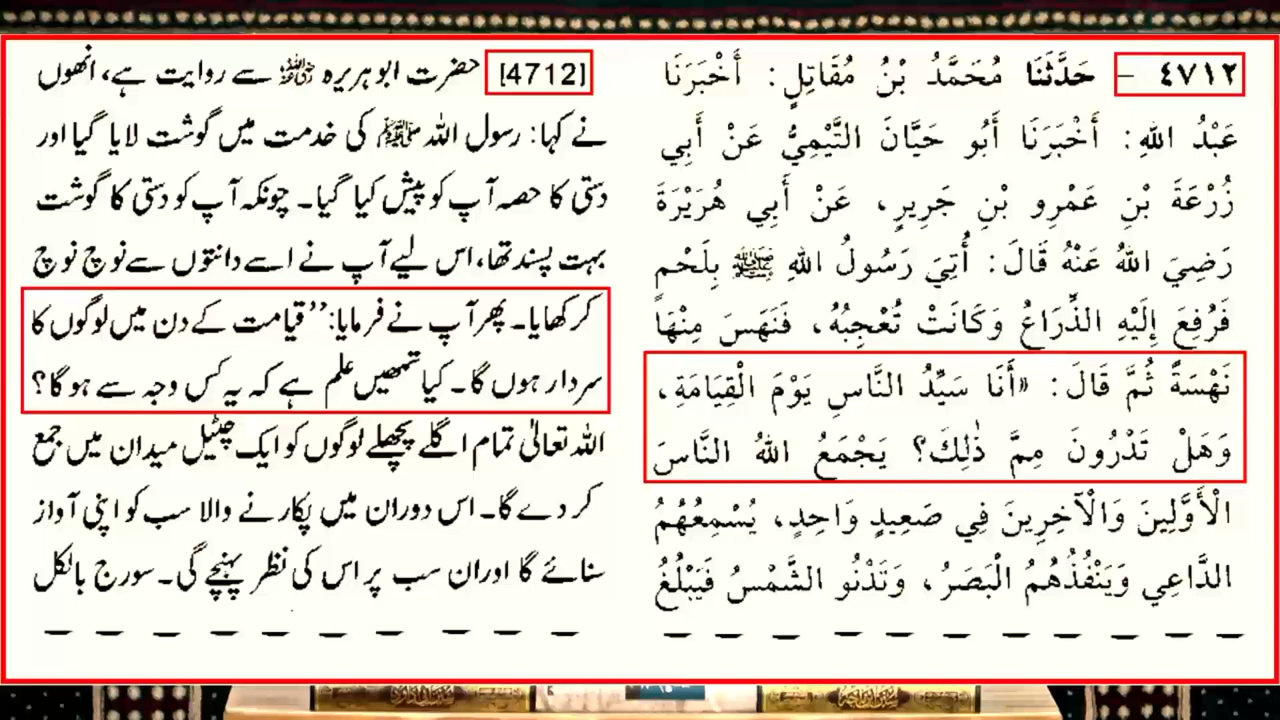 ٤٧١٢ – حَدَّثَنَا مُحَمَّدُ بْنُ مُقَاتِلٍ: أَخْبَرَنَا
عَبْدُ اللهِ: أَخْبَرَنَا أَبُو حَيَّانَ التَّيْمِيُّ عَنْ أَبِي
زُرْعَةَ بْنِ عَمْرِو بْنِ جَرِيرٍ، عَنْ أَبِي هُرَيْرَةَ
رَضِيَ اللهُ عَنْهُ قَالَ: أُتِيَ رَسُولُ اللهِ ﷺ بِلَحْمٍ
فَرُفِعَ إِلَيْهِ الذِّرَاعُ وَكَانَتْ تُعْجِبُهُ، فَنَهَسَ مِنْهَا
نَهْسَةً ثُمَّ قَالَ: «أَنَا سَيِّدُ النَّاسِ يَوْمَ الْقِيَامَةِ،
وَهَلْ تَدْرُونَ مِمَّ ذٰلِكَ؟ يَجْمَعُ اللهُ النَّاسَ
الْأَوَّلِينَ وَالْآخِرِينَ فِي صَعِيدٍ وَاحِدٍ، يُسْمِعُهُمُ
الدَّاعِي وَيَنْفُذُهُمُ الْبَصَرُ، وَتَدْنُو الشَّمْسُ فَيَبْلُغُ
[4712] حضرت ابو ہریرہ ؓ سے روایت ہے، انھوں
نے کہا: رسول اللہ ﷺ کی خدمت میں گوشت لایا گیا اور
دستی کا حصہ آپ کو پیش کیا گیا۔ چونکہ آپ کو دستی کا گوشت
بہت پسند تھا، اس لیے آپ نے اسے دانتوں سے نوچ نوچ
کر کھایا۔ پھر آپ نے فرمایا: ’’قیامت کے دن میں لوگوں کا
سردار ہوں گا۔ کیا تمھیں علم ہے کہ یہ کس وجہ سے ہو گا؟
اللہ تعالیٰ تمام اگلے پچھلے لوگوں کو ایک چٹیل میدان میں جمع
کر دے گا۔ اس دوران میں پکارنے والا سب کو اپنی آواز
سنائے گا اور ان سب پر اس کی نظر پہنچے گی۔ سورج بالکل